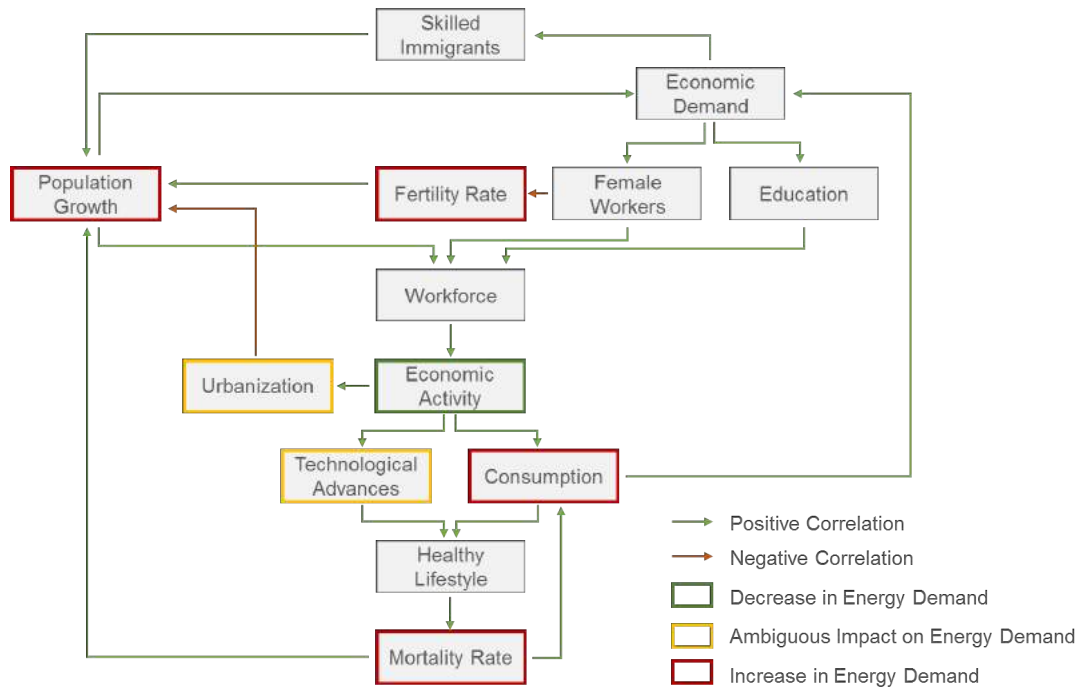 Skilled
Immigrants
Economic
Demand
Population
Growth
Fertility Rate
Female
Workers
Education
Workforce
Urbanization
Economic
Activity
Technological
Advances
Consumption
Healthy
Lifestyle
Mortality Rate
Positive Correlation
Negative Correlation
Decrease in Energy Demand
Ambiguous Impact on Energy Demand
Increase in Energy Demand